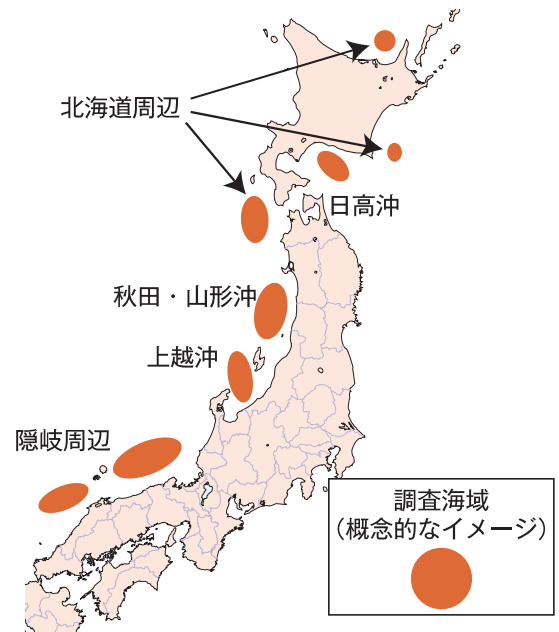 北海道周辺
日高沖
秋田・山形沖
上越沖
隠岐周辺
調査海域
（概念的なイメージ）